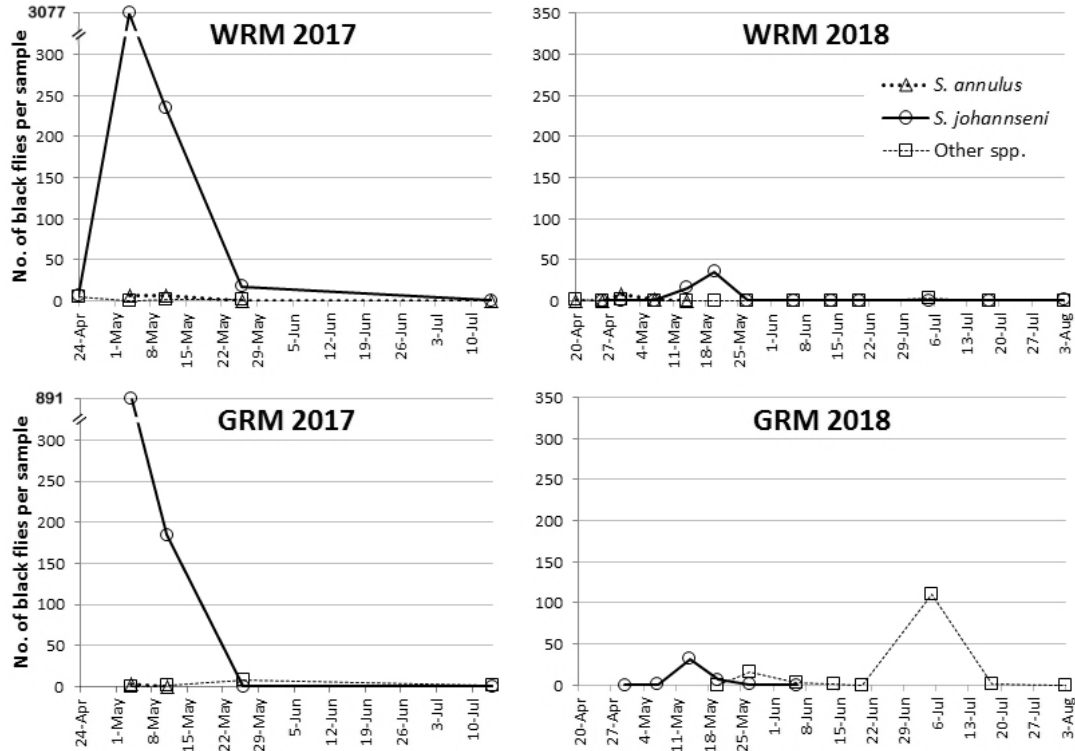 WRM 2017
No. of black flies per sample
3077
300
250
200
150
100
50
0
24-Apr
1-May
8-May
15-May
22-May
29-May
5-Jun
12-Jun
19-Jun
26-Jun
3-Jul
10-Jul
WRM 2018
350
300
250
200
150
100
50
0
S. annulus
S. johannseni
Other spp.
20-Apr
27-Apr
4-May
11-May
18-May
25-May
1-Jun
8-Jun
15-Jun
22-Jun
29-Jun
6-Jul
13-Jul
20-Jul
27-Jul
3-Aug
GRM 2017
No. of black flies per sample
891
300
250
200
150
100
50
0
24-Apr
1-May
8-May
15-May
22-May
29-May
5-Jun
12-Jun
19-Jun
26-Jun
3-Jul
10-Jul
GRM 2018
350
300
250
200
150
100
50
0
20-Apr
27-Apr
4-May
11-May
18-May
25-May
1-Jun
8-Jun
15-Jun
22-Jun
29-Jun
6-Jul
13-Jul
20-Jul
27-Jul
3-Aug